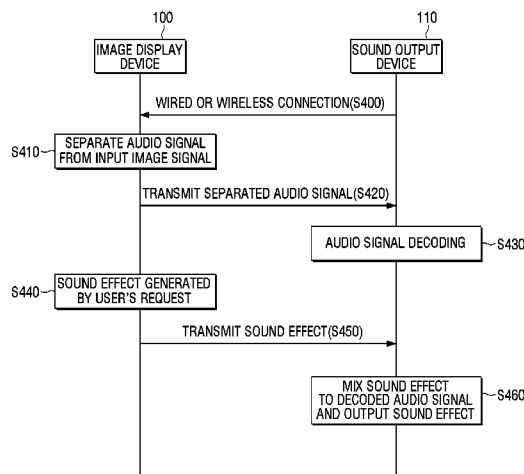 100
110
IMAGE DISPLAY
DEVICE
SOUND OUTPUT
DEVICE
WIRED OR WIRELESS CONNECTION(S400)
S410
SEPARATE AUDIO SIGNAL
FROM INPUT IMAGE SIGNAL
TRANSMIT SEPARATED AUDIO SIGNAL(S420)
AUDIO SIGNAL DECODING
S430
S440
SOUND EFFECT GENERATED
BY USER'S REQUEST
TRANSMIT SOUND EFFECT(S450)
MIX SOUND EFFECT
TO DECODED AUDIO SIGNAL
AND OUTPUT SOUND EFFECT
S460